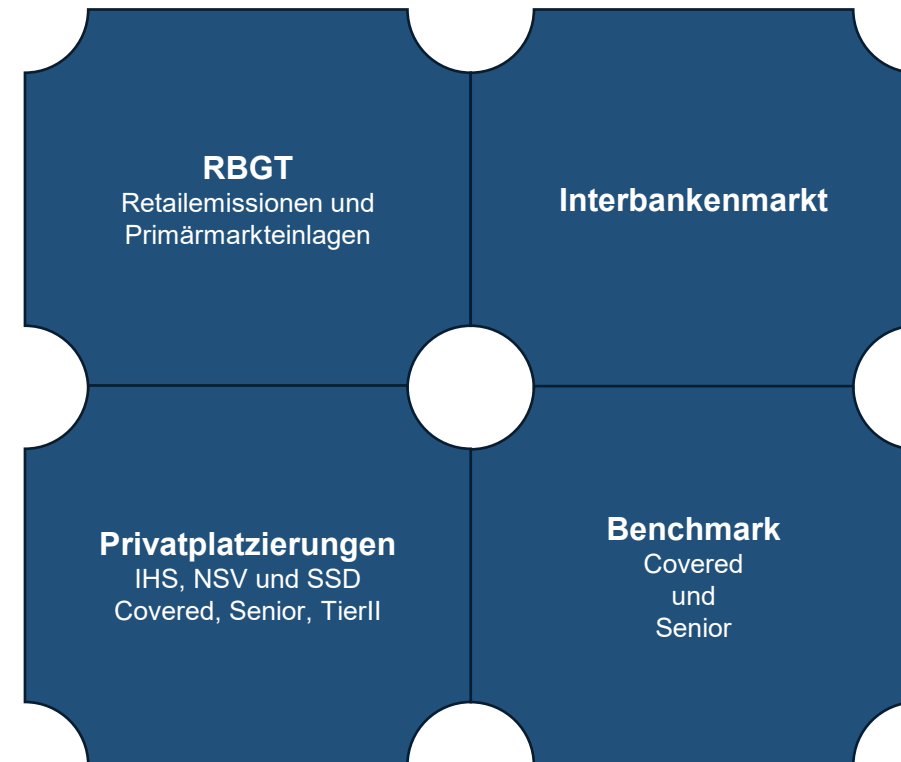 RBGT
Retailemissionen und
Primärmarkteinlagen
Interbankenmarkt
Privatplatzierungen
IHS, NSV und SSD
Covered, Senior, TierII
Benchmark
Covered
und
Senior